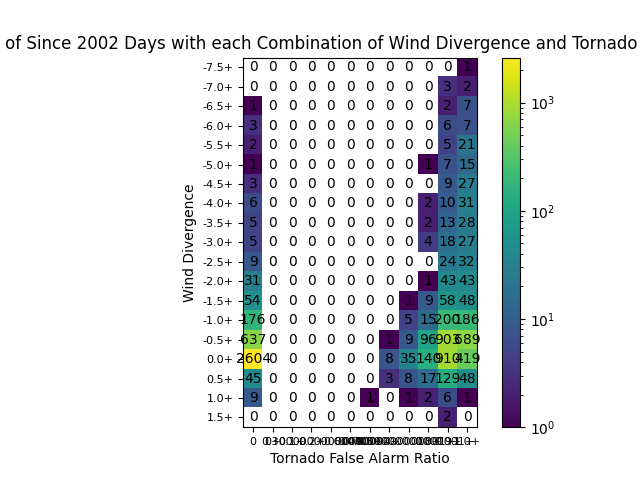 of Since 2002 Days with each Combination of Wind Divergence and Tornado
-7.5+ 0 0 0 0 0 0 0 0 0 0 0 1
-7.0+ 0 0 0 0 0 0 0 0 0 0 3 2
-6.5+ 1 0 0 0 0 0 0 0 0 0 2 7
-6.0+ 3 0 0 0 0 0 0 0 0 0 6 7
-5.5+ 2 0 0 0 0 0 0 0 0 0 5 21
-5.0+ 1 0 0 0 0 0 0 0 0 1 7 15
-4.5+ 3 0 0 0 0 0 0 0 0 0 9 27
-4.0+ 6 0 0 0 0 0 0 0 0 2 10 31
-3.5+ 5 0 0 0 0 0 0 0 0 2 13 28
-3.0+ 5 0 0 0 0 0 0 0 0 4 18 27
-2.5+ 9 0 0 0 0 0 0 0 0 0 24 32
-2.0+ 31 0 0 0 0 0 0 0 0 1 43 43
-1.5+ 54 0 0 0 0 0 0 0 1 9 58 48
-1.0+ 176 0 0 0 0 0 0 0 5 15 200 186
-0.5+ 637 0 0 0 0 0 0 1 9 96 903 689
0.0+ 2604 0 0 0 0 0 0 8 35 140 910 419
0.5+ 45 0 0 0 0 0 0 3 8 17 129 48
1.0+ 9 0 0 0 0 0 1 0 1 2 6 1
1.5+ 0 0 0 0 0 0 0 0 0 0 2 0
Wind Divergence
0
Tornado False Alarm Ratio
10³
10²
10¹
10⁰